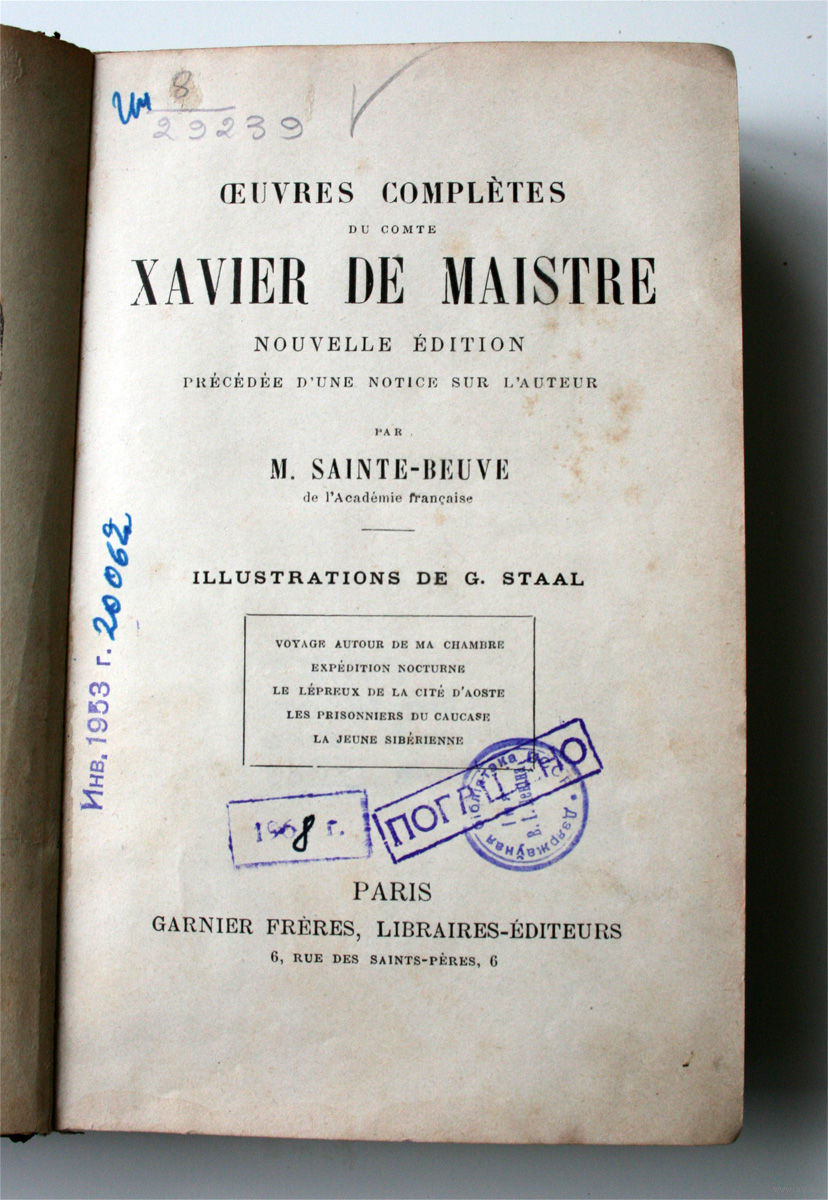 8
29239
ŒUVRES COMPLÈTES
DU COMTE
XAVIER DE MAISTRE
NOUVELLE ÉDITION
PRÉCÉDÉE D'UNE NOTICE SUR L'AUTEUR
PAR
M. SAINTE-BEUVE
de l'Académie française
ILLUSTRATIONS DE G. STAAL
VOYAGE AUTOUR DE MA CHAMBRE
EXPÉDITION NOCTURNE
LE LÉPREUX DE LA CITÉ D'AOSTE
LES PRISONNIERS DU CAUCASE
LA JEUNE SIBÉRIENNE
Инв. 1953 г. 20062
1968 г.
Дзяржаўная бібліятэка БССР
PARIS
GARNIER FRÈRES, LIBRAIRES-ÉDITEURS
6, RUE DES SAINTS-PÈRES, 6